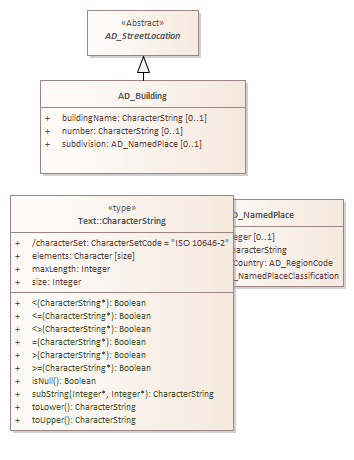 «Abstract»
AD_StreetLocation
AD_Building
+ buildingName: CharacterString [0..1]
+ number: CharacterString [0..1]
+ subdivision: AD_NamedPlace [0..1]
«type»
Text::CharacterString
+ /characterSet: CharacterSetCode = "ISO 10646-2"
+ elements: Character [size]
+ maxLength: Integer
+ size: Integer
+ <(CharacterString*): Boolean
+ <=(CharacterString*): Boolean
+ <>(CharacterString*): Boolean
+ =(CharacterString*): Boolean
+ >(CharacterString*): Boolean
+ >=(CharacterString*): Boolean
+ isNull(): Boolean
+ subString(Integer*, Integer*): CharacterString
+ toLower(): CharacterString
+ toUpper(): CharacterString
D_NamedPlace
eger [0..1]
aracterString
Country: AD_RegionCode
_NamedPlaceClassification